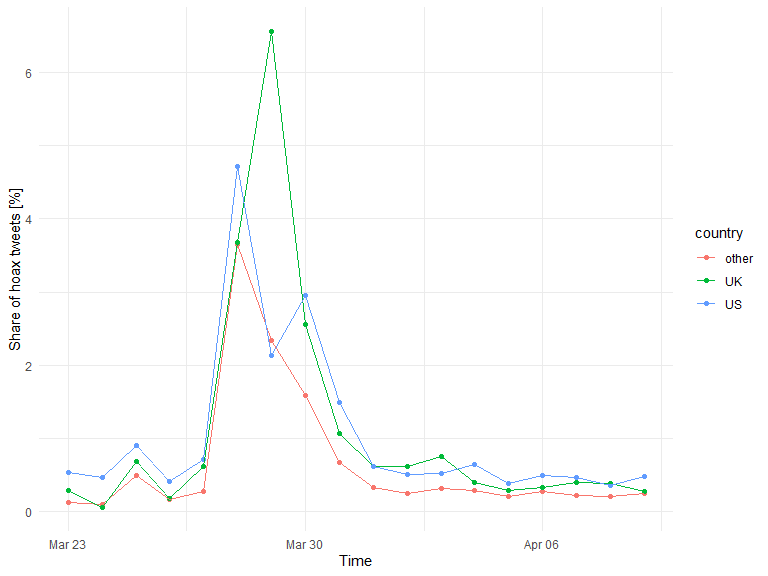 Share of hoax tweets [%]
6
4
2
0
Mar 23
Mar 30
Apr 06
Time
country
other
UK
US